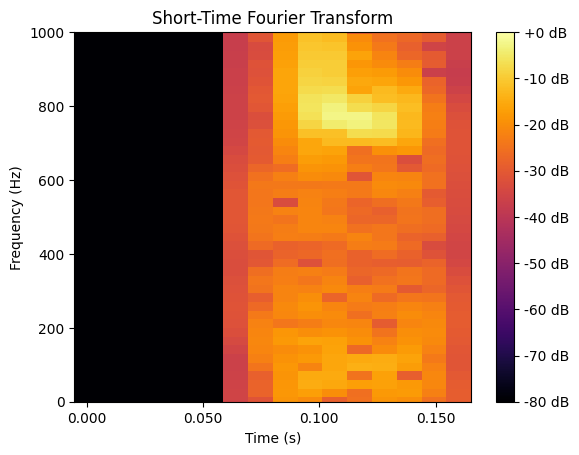 Short-Time Fourier Transform
1000
800
600
400
200
0
Frequency (Hz)
0.000
0.050
0.100
0.150
Time (s)
+0 dB
-10 dB
-20 dB
-30 dB
-40 dB
-50 dB
-60 dB
-70 dB
-80 dB